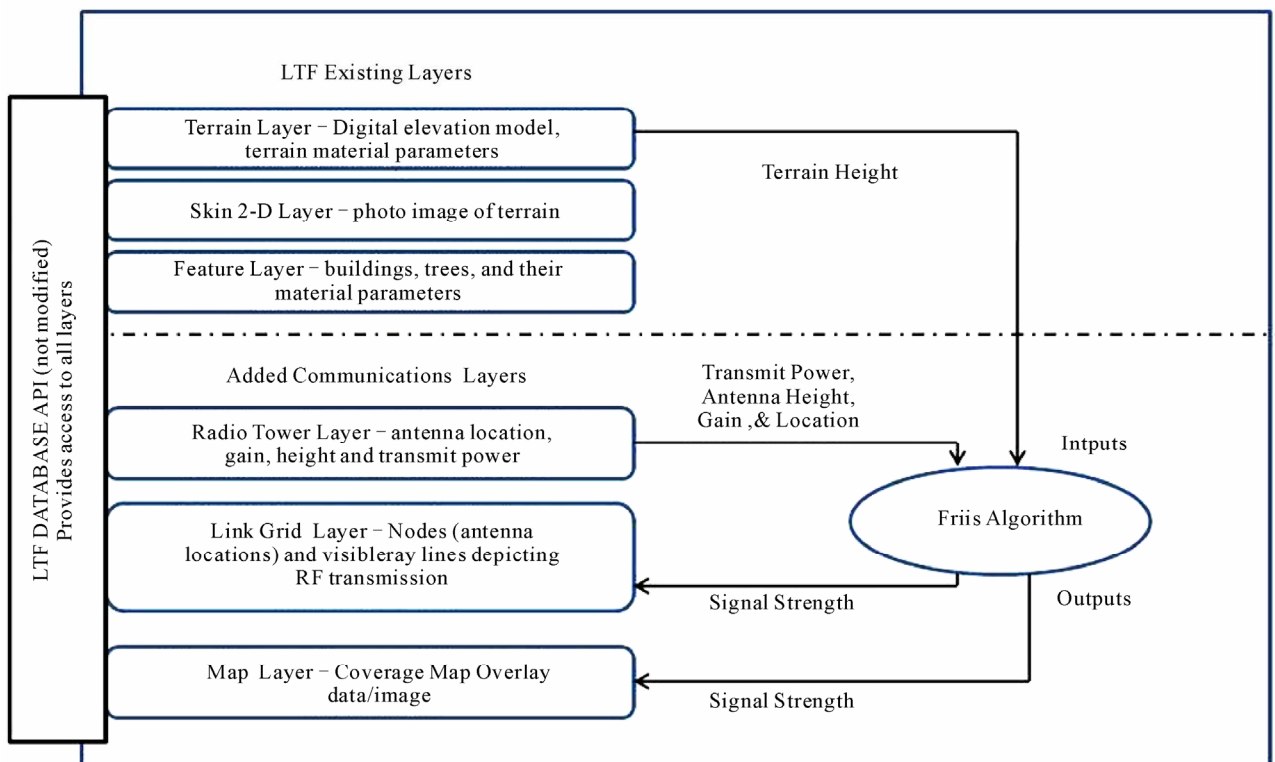 LTF Existing Layers
Terrain Layer – Digital elevation model,
terrain material parameters
Terrain Height
Skin 2-D Layer – photo image of terrain
Feature Layer – buildings, trees, and their
material parameters
LTF DATABASE API (not modified)
Provides access to all layers
Added Communications Layers
Transmit Power,
Antenna Height,
Gain ,& Location
Radio Tower Layer – antenna location,
gain, height and transmit power
Intputs
Friis Algorithm
Link Grid Layer – Nodes (antenna
locations) and visibleray lines depicting
RF transmission
Signal Strength
Outputs
Map Layer – Coverage Map Overlay
data/image
Signal Strength